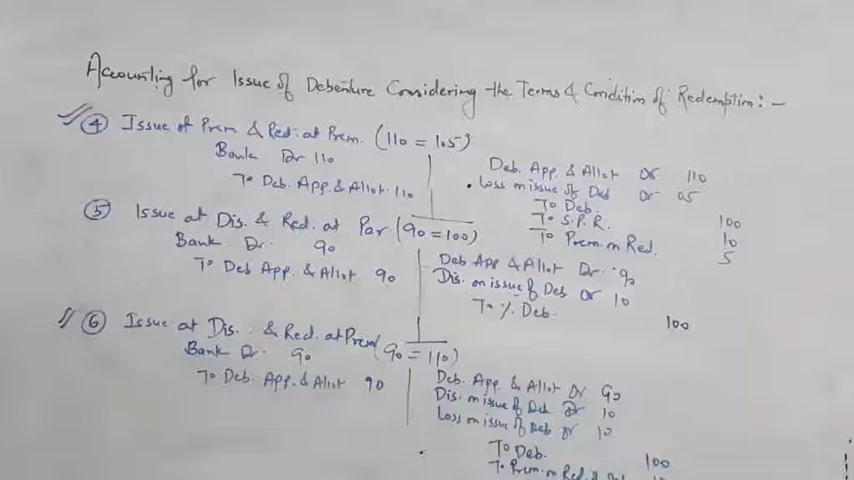 Accounting for Issue of Debenture Considering the Terms & Condition of Redemption :-
④ Issue at Prem & Red. at Prem. (110 = 105)
Bank Dr 110
To Deb. App. & Allot. 110
Deb. App. & Allot Dr 110
Loss on issue of Deb Dr 05
To Deb. 100
To S.P.R. 10
To Prem. on Red. 5
⑤ Issue at Dis. & Red. at Par (90 = 100)
Bank Dr. 90
To Deb App. & Allot 90
Deb App & Allot Dr. 90
Dis. on issue of Deb Dr 10
To % Deb. 100
⑥ Issue at Dis. & Red. at Prem (90 = 110)
Bank Dr. 90
To Deb. App. & Allot 90
Deb. App. & Allot Dr 90
Dis. on issue of Deb. Dr 10
Loss on issue of Deb Dr 10
To Deb. 100
To Prem. on Red.